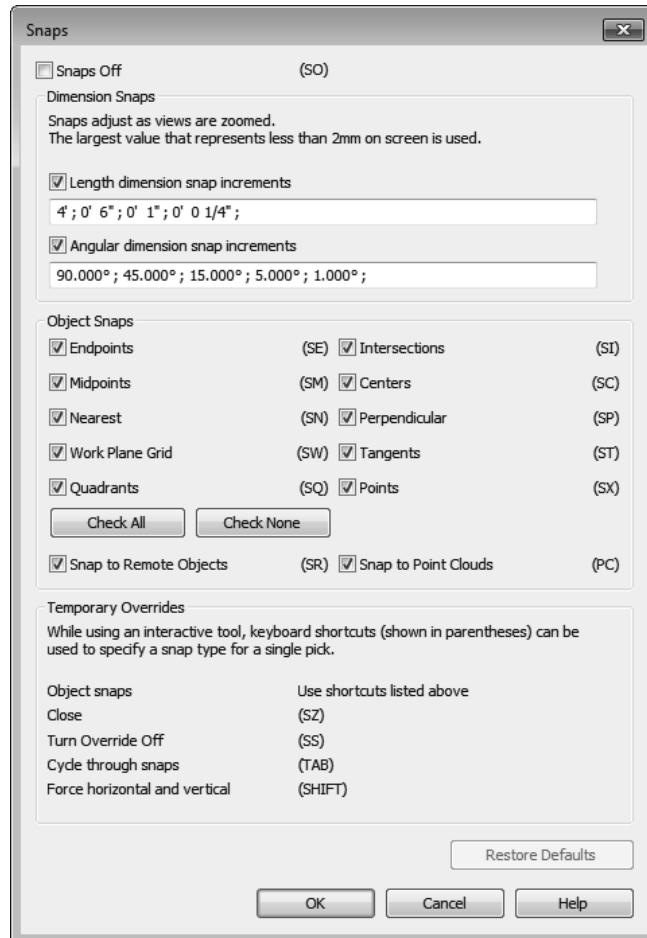 Snaps
Snaps Off (SO)
Dimension Snaps
Snaps adjust as views are zoomed.
The largest value that represents less than 2mm on screen is used.
Length dimension snap increments
4' ; 0' 6" ; 0' 1" ; 0' 0 1/4" ;
Angular dimension snap increments
90.000° ; 45.000° ; 15.000° ; 5.000° ; 1.000° ;
Object Snaps
Endpoints (SE) Intersections (SI)
Midpoints (SM) Centers (SC)
Nearest (SN) Perpendicular (SP)
Work Plane Grid (SW) Tangents (ST)
Quadrants (SQ) Points (SX)
Check All Check None
Snap to Remote Objects (SR) Snap to Point Clouds (PC)
Temporary Overrides
While using an interactive tool, keyboard shortcuts (shown in parentheses) can be
used to specify a snap type for a single pick.
Object snaps Use shortcuts listed above
Close (SZ)
Turn Override Off (SS)
Cycle through snaps (TAB)
Force horizontal and vertical (SHIFT)
Restore Defaults
OK Cancel Help